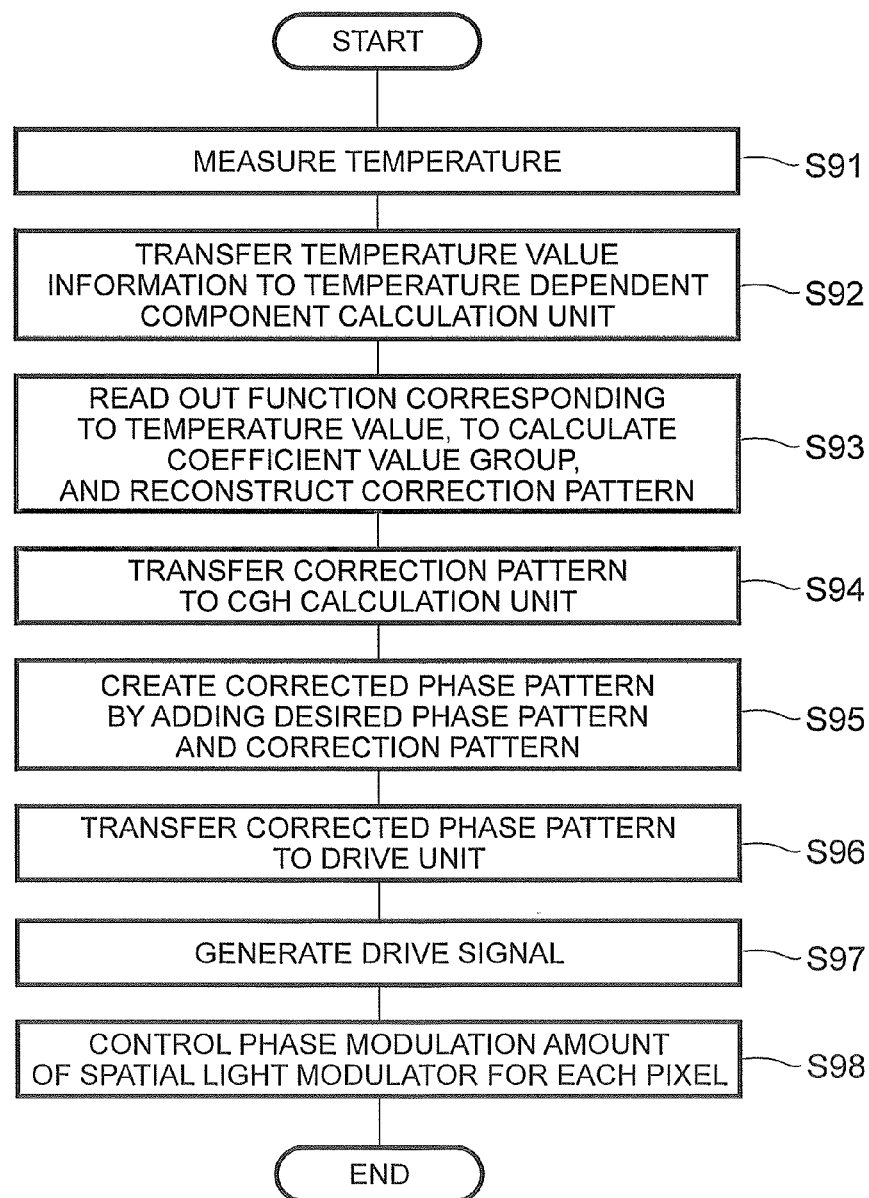 START
MEASURE TEMPERATURE
S91
TRANSFER TEMPERATURE VALUE
INFORMATION TO TEMPERATURE DEPENDENT
COMPONENT CALCULATION UNIT
S92
READ OUT FUNCTION CORRESPONDING
TO TEMPERATURE VALUE, TO CALCULATE
COEFFICIENT VALUE GROUP,
AND RECONSTRUCT CORRECTION PATTERN
S93
TRANSFER CORRECTION PATTERN
TO CGH CALCULATION UNIT
S94
CREATE CORRECTED PHASE PATTERN
BY ADDING DESIRED PHASE PATTERN
AND CORRECTION PATTERN
S95
TRANSFER CORRECTED PHASE PATTERN
TO DRIVE UNIT
S96
GENERATE DRIVE SIGNAL
S97
CONTROL PHASE MODULATION AMOUNT
OF SPATIAL LIGHT MODULATOR FOR EACH PIXEL
S98
END